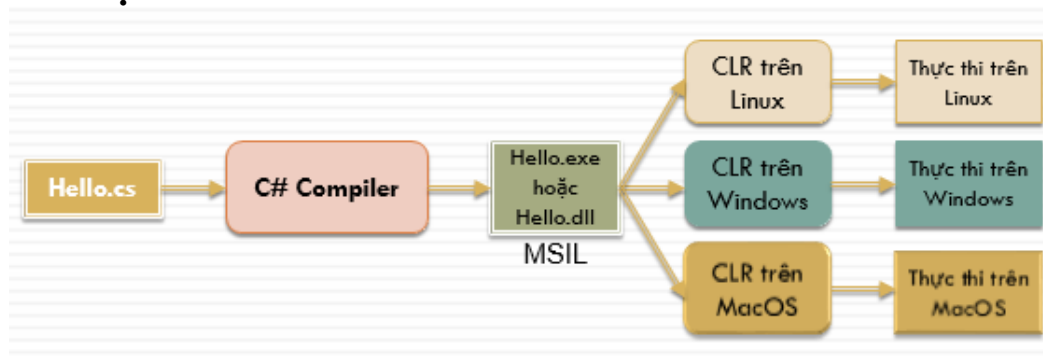 Hello.cs
C# Compiler
Hello.exe
hoặc
Hello.dll
MSIL
CLR trên
Linux
Thực thi trên
Linux
CLR trên
Windows
Thực thi trên
Windows
CLR trên
MacOS
Thực thi trên
MacOS